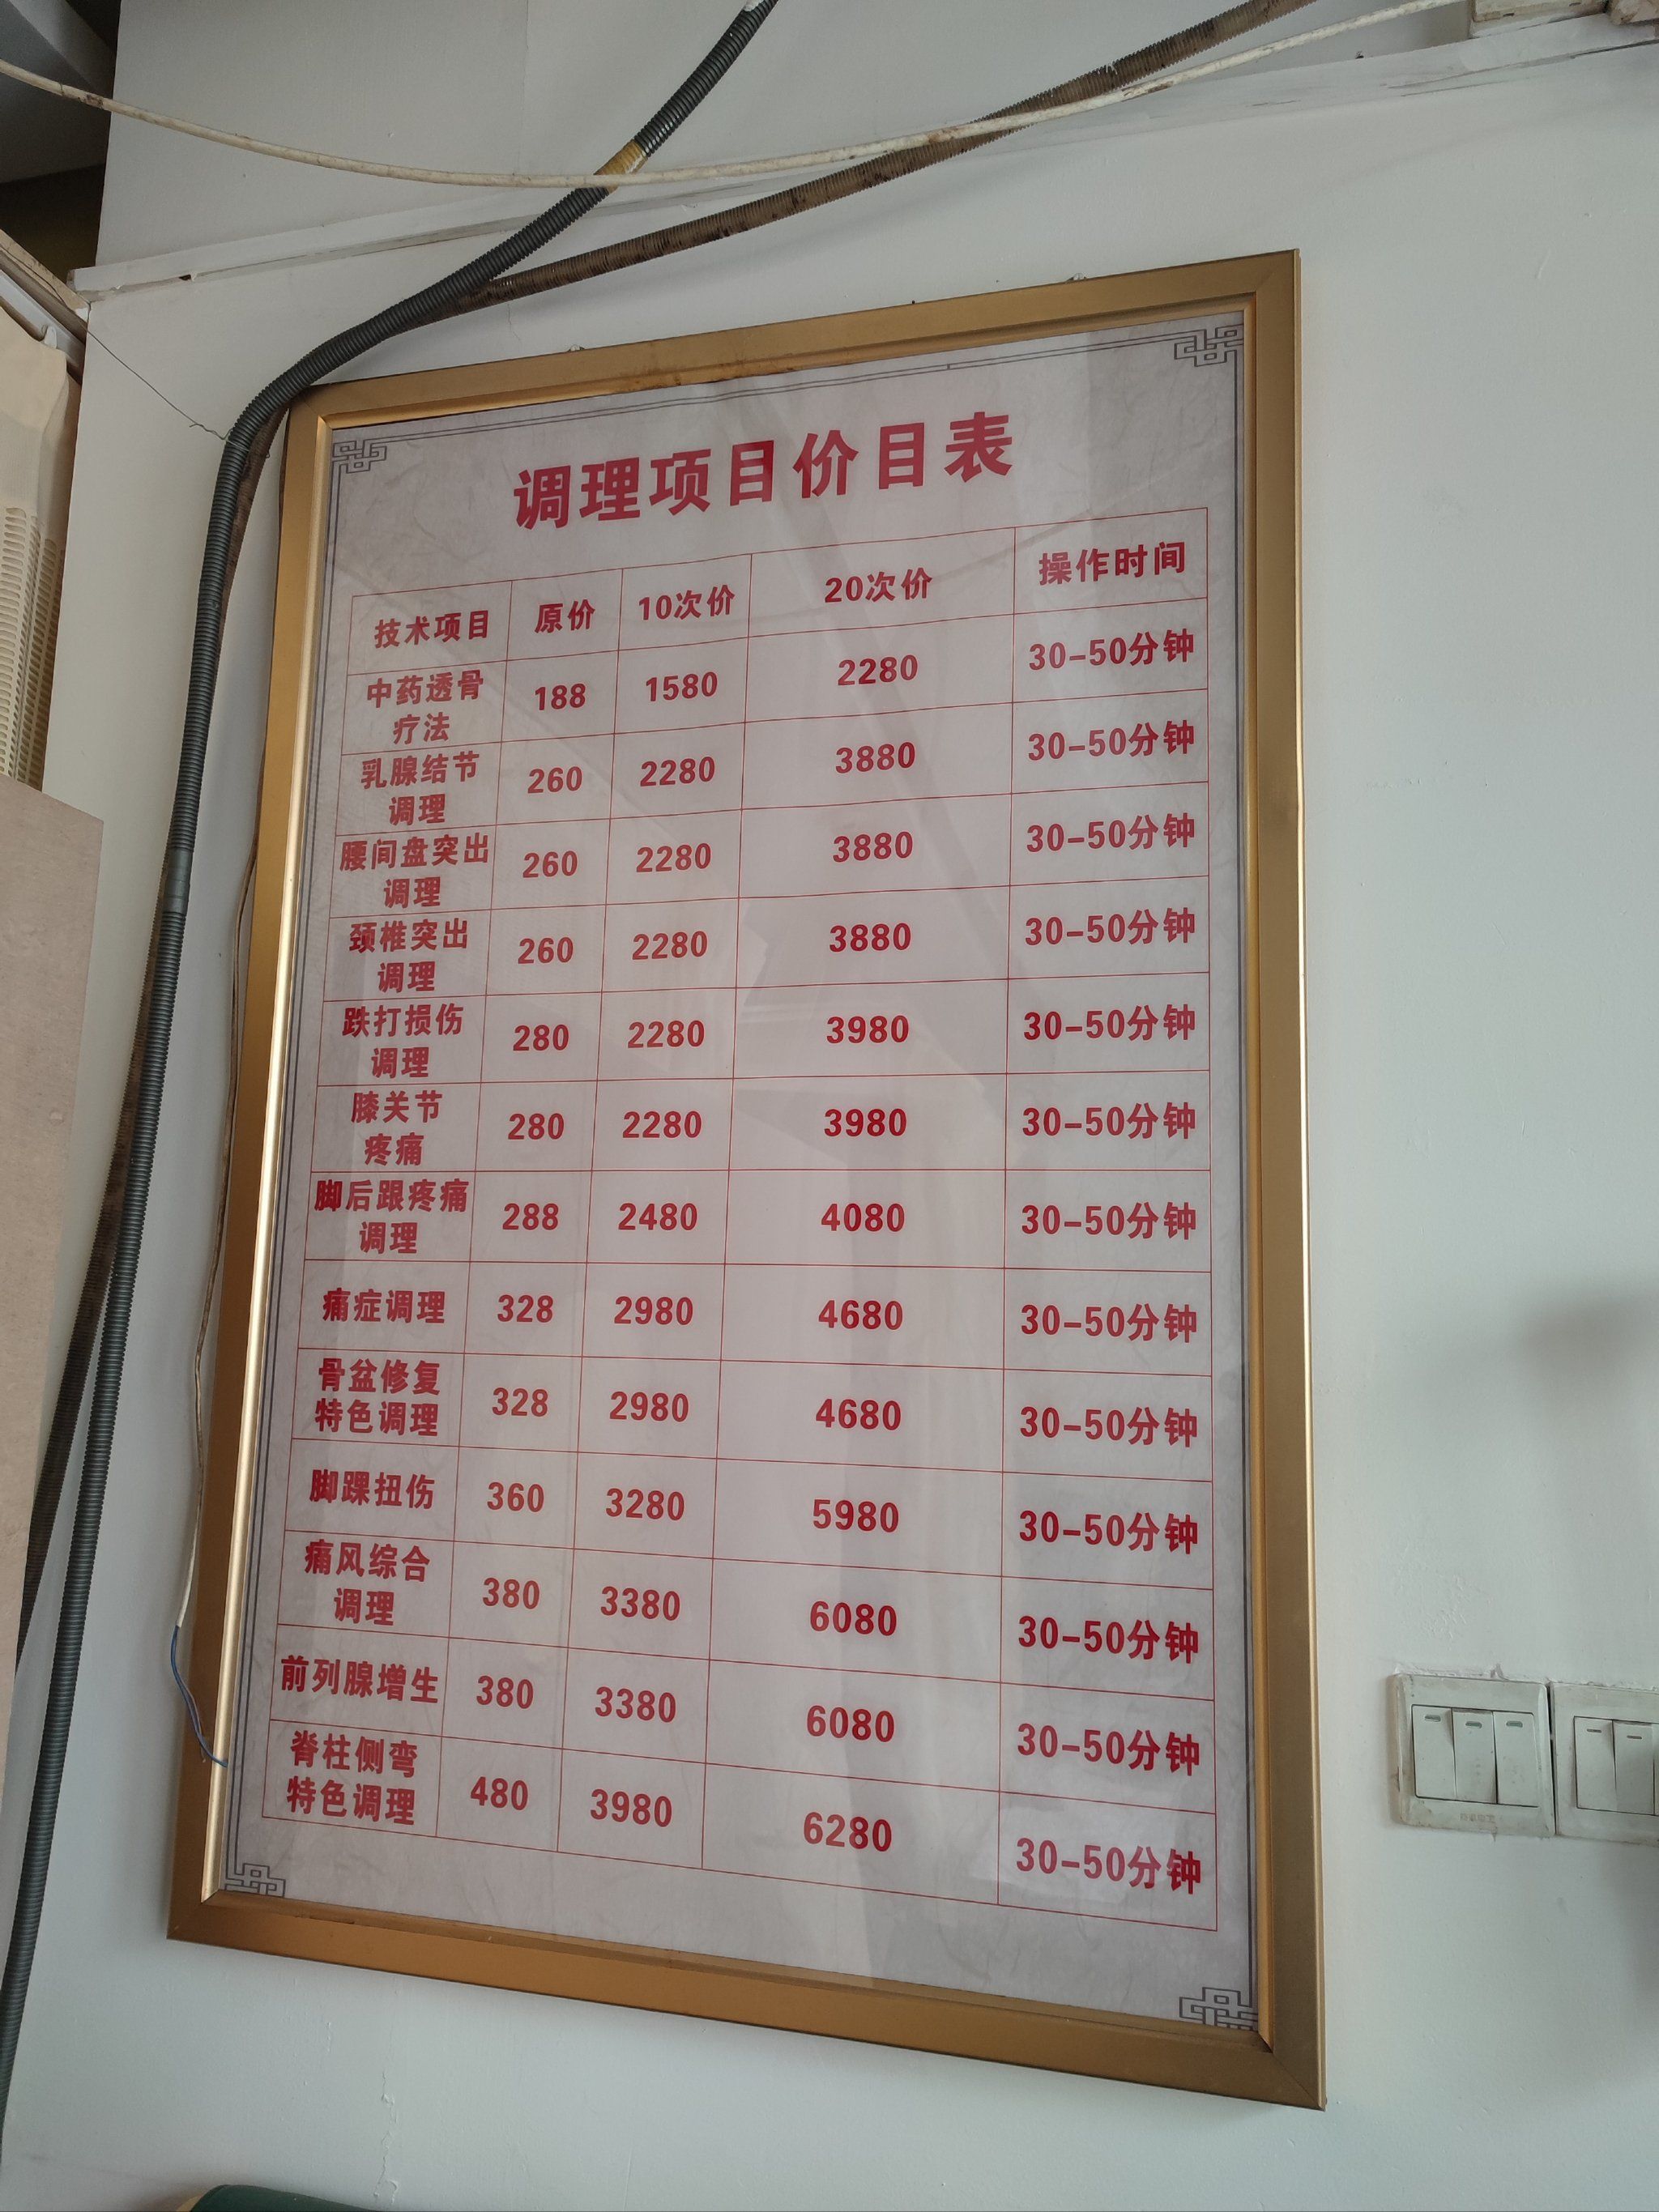 调理项目价目表
技术项目 原价 10次价 20次价 操作时间
中药透骨疗法 188 1580 2280 30-50分钟
乳腺结节调理 260 2280 3880 30-50分钟
腰间盘突出调理 260 2280 3880 30-50分钟
颈椎突出调理 260 2280 3880 30-50分钟
跌打损伤调理 280 2280 3980 30-50分钟
膝关节疼痛 280 2280 3980 30-50分钟
脚后跟疼痛调理 288 2480 4080 30-50分钟
痛症调理 328 2980 4680 30-50分钟
骨盆修复特色调理 328 2980 4680 30-50分钟
脚踝扭伤 360 3280 5980 30-50分钟
痛风综合调理 380 3380 6080 30-50分钟
前列腺增生 380 3380 6080 30-50分钟
脊柱侧弯特色调理 480 3980 6280 30-50分钟